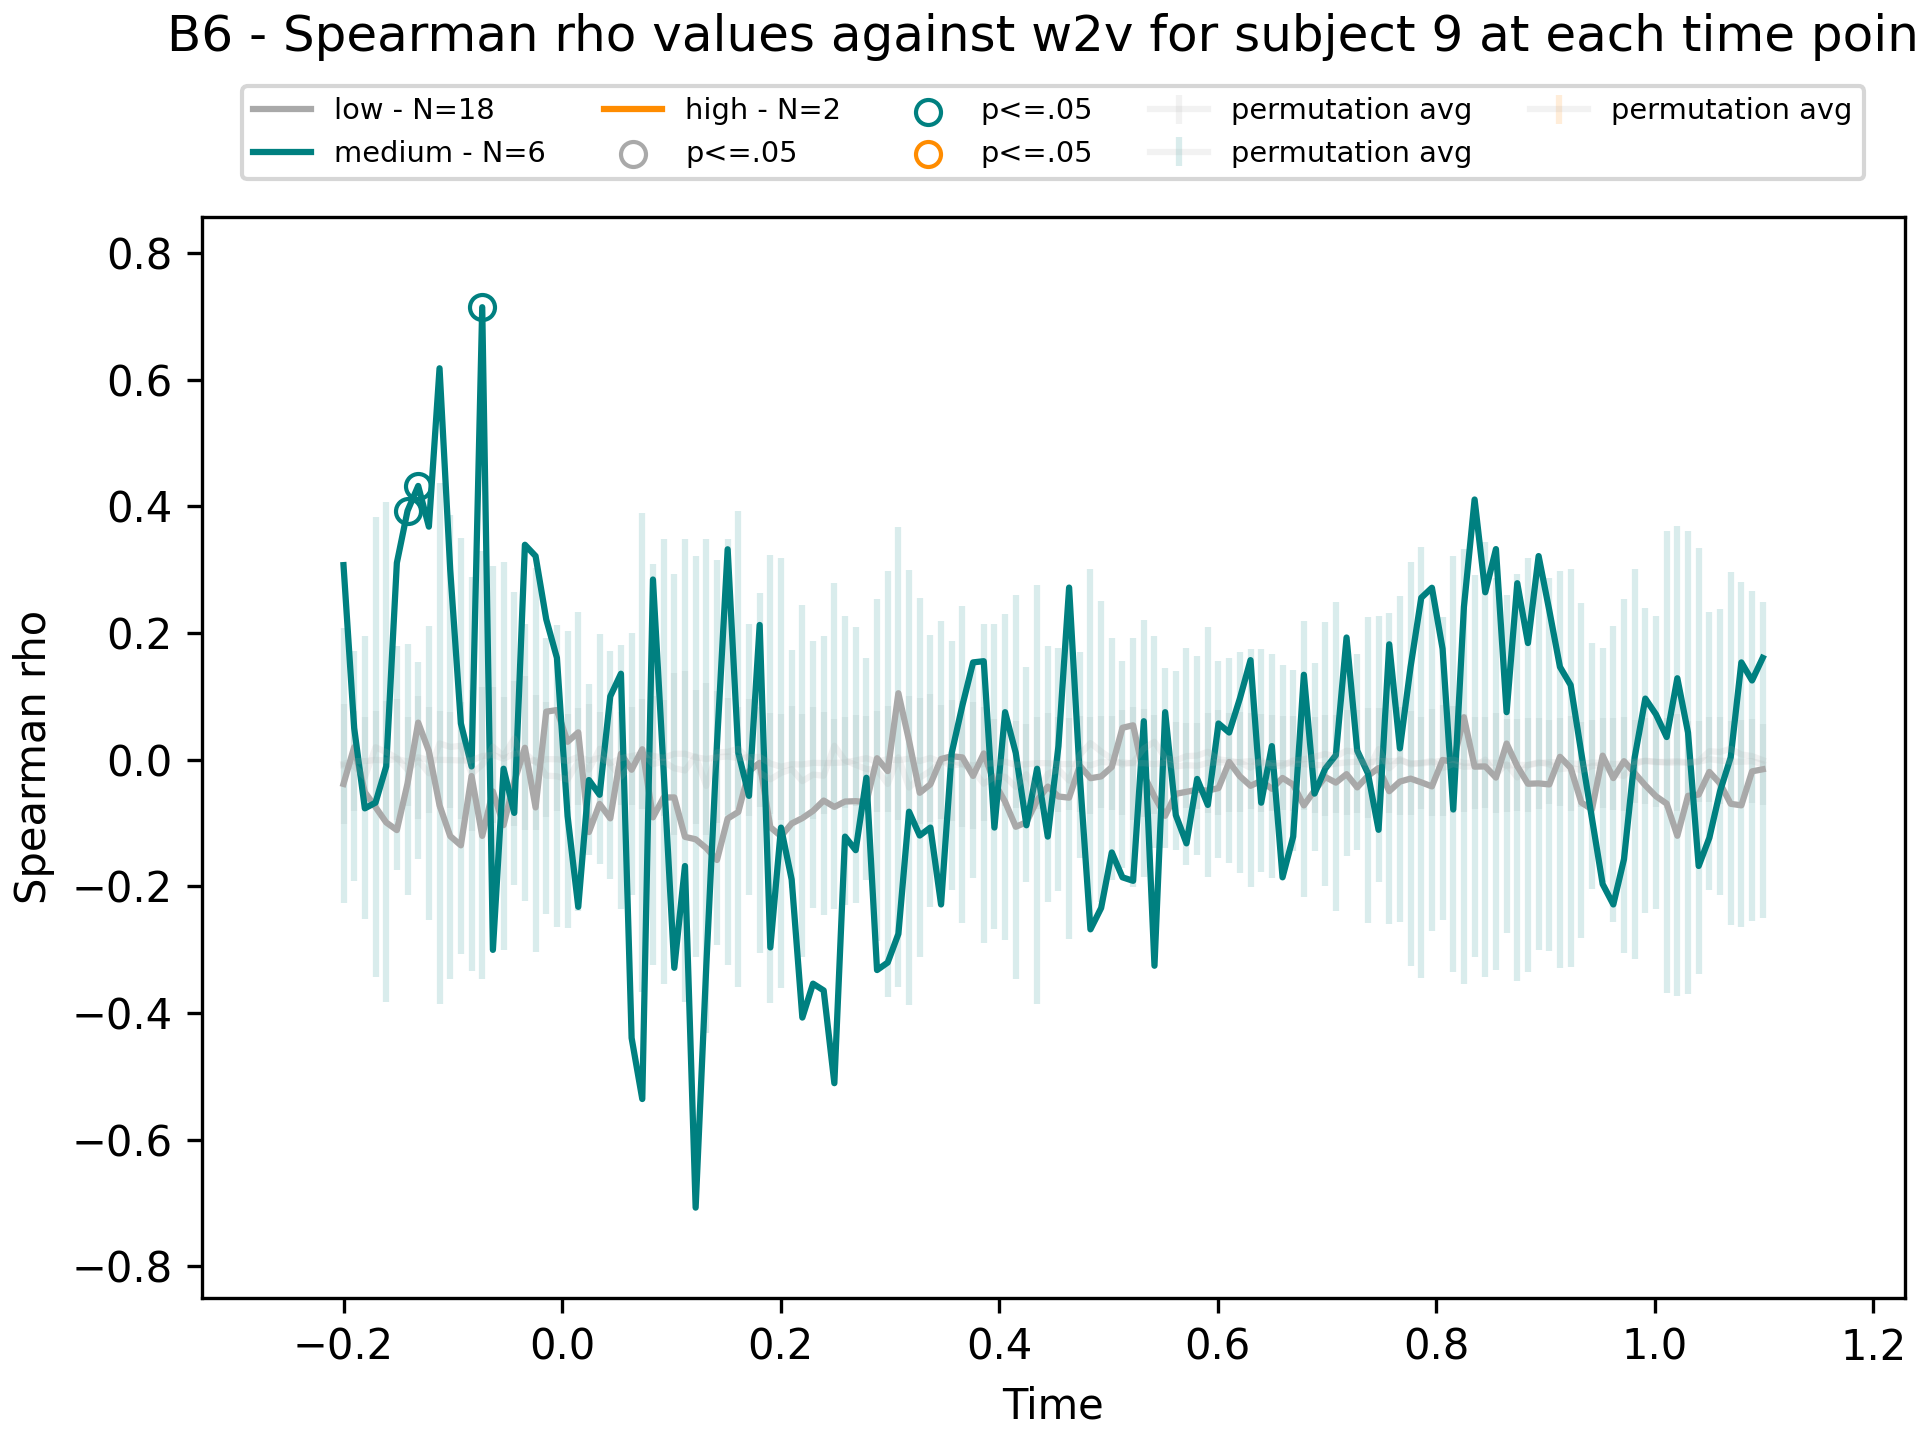 B6 - Spearman rho values against w2v for subject 9 at each time poin
low - N=18
medium - N=6
high - N=2
p<=.05
p<=.05
p<=.05
permutation avg
permutation avg
permutation avg
Spearman rho
0.8
0.6
0.4
0.2
0.0
−0.2
−0.4
−0.6
−0.8
−0.2 0.0 0.2 0.4 0.6 0.8 1.0 1.2
Time